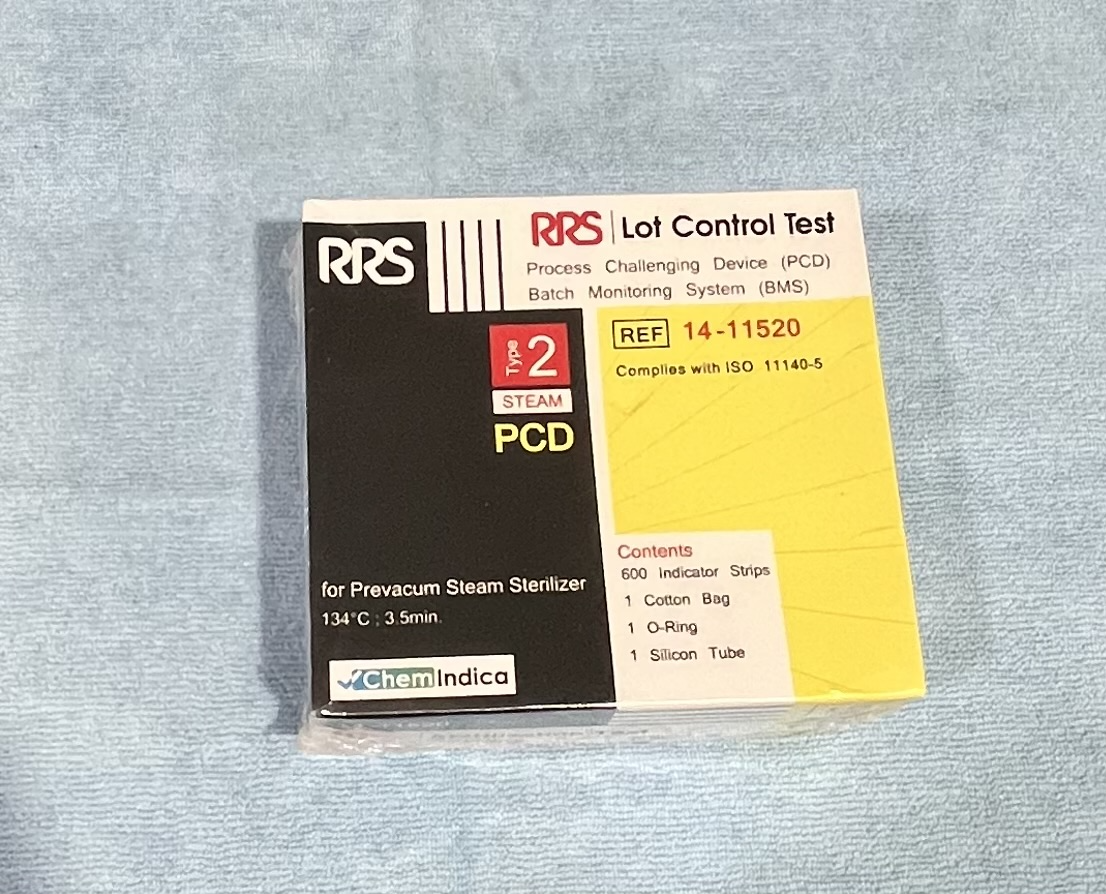 RRS
RRS | Lot Control Test
Process Challenging Device (PCD)
Batch Monitoring System (BMS)
Type 2
STEAM
PCD
REF 14-11520
Complies with ISO 11140-5
for Prevacum Steam Sterilizer
134°C : 3.5min.
ChemIndica
Contents
600 Indicator Strips
1 Cotton Bag
1 O-Ring
1 Silicon Tube